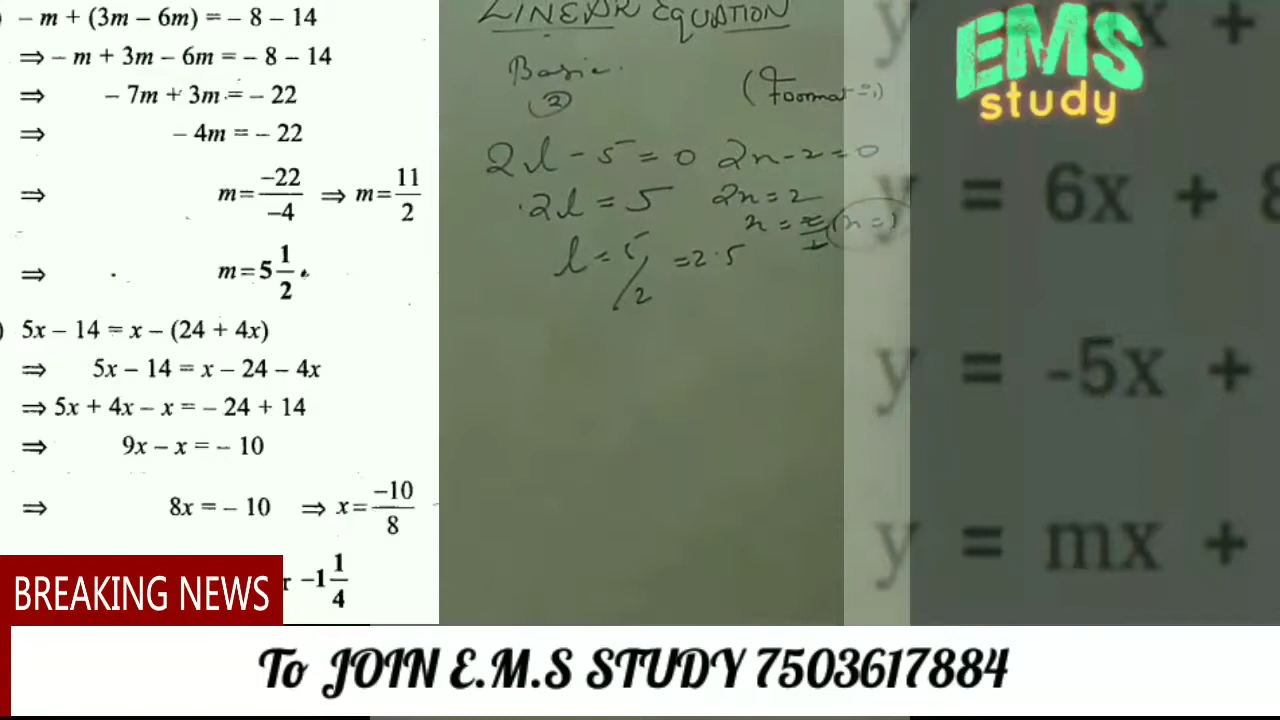 – m + (3m – 6m) = – 8 – 14
⇒ – m + 3m – 6m = – 8 – 14
⇒ – 7m + 3m = – 22
⇒ – 4m = – 22
⇒ m = –22/–4 ⇒ m = 11/2
⇒ m = 5 1/2
) 5x – 14 = x – (24 + 4x)
⇒ 5x – 14 = x – 24 – 4x
⇒ 5x + 4x – x = – 24 + 14
⇒ 9x – x = – 10
⇒ 8x = – 10 ⇒ x = –10/8
r –1 1/4
LINEAR EQUATION
Basic.
2l – 5 = 0
2l = 5
l = 5/2 = 2.5
2n – 2 = 0
2n = 2
EMS
study
x +
y = 6x + 8
y = -5x +
y = mx +
BREAKING NEWS
To JOIN E.M.S STUDY 7503617884